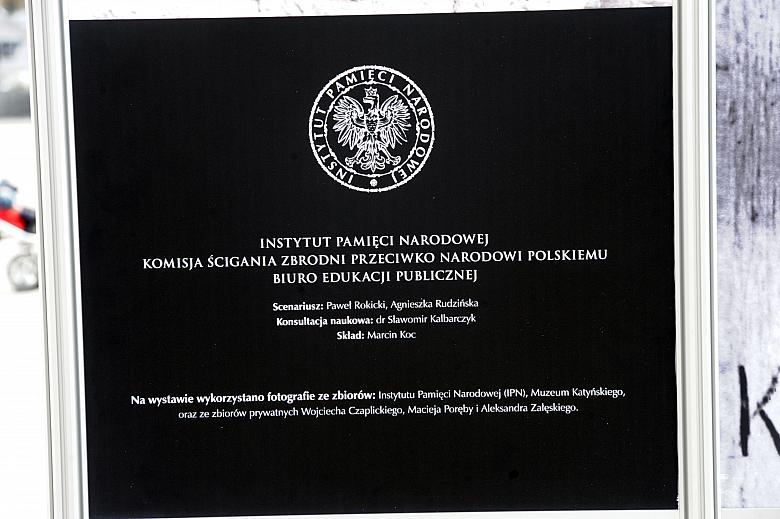 INSTYTUT PAMIĘCI NARODOWEJ
INSTYTUT PAMIĘCI NARODOWEJ
KOMISJA ŚCIGANIA ZBRODNI PRZECIWKO NARODOWI POLSKIEMU
BIURO EDUKACJI PUBLICZNEJ
Scenariusz: Paweł Rokicki, Agnieszka Rudzińska
Konsultacja naukowa: dr Sławomir Kalbarczyk
Skład: Marcin Koc
Na wystawie wykorzystano fotografie ze zbiorów: Instytutu Pamięci Narodowej (IPN), Muzeum Katyńskiego,
oraz ze zbiorów prywatnych Wojciecha Czaplickiego, Macieja Poręby i Aleksandra Załęskiego.
K